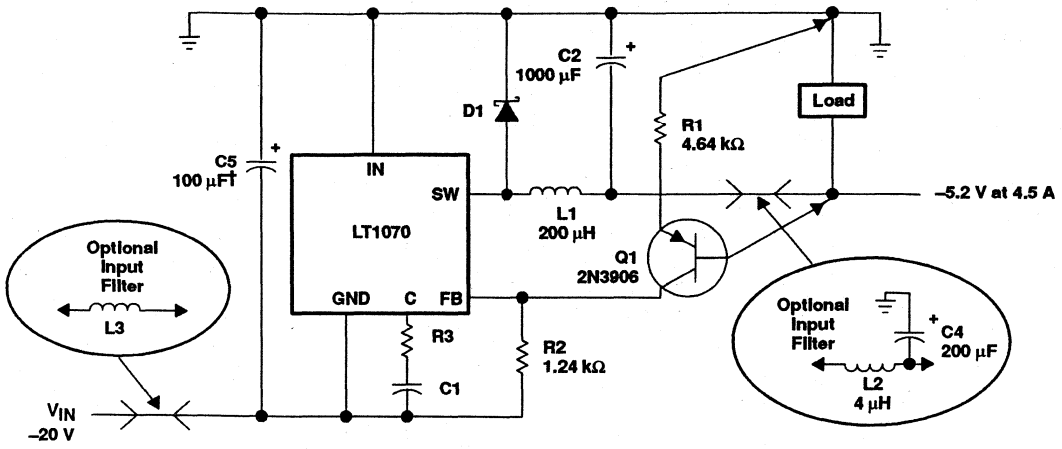 C2
+
1000 µF
D1
R1
4.64 kΩ
Load
C5
+
100 µF†
IN
SW
LT1070
GND
C
FB
L1
200 µH
–5.2 V at 4.5 A
Q1
2N3906
Optional
Input
Filter
L3
R3
C1
R2
1.24 kΩ
Optional
Input
Filter
+
C4
200 µF
L2
4 µH
VIN
–20 V